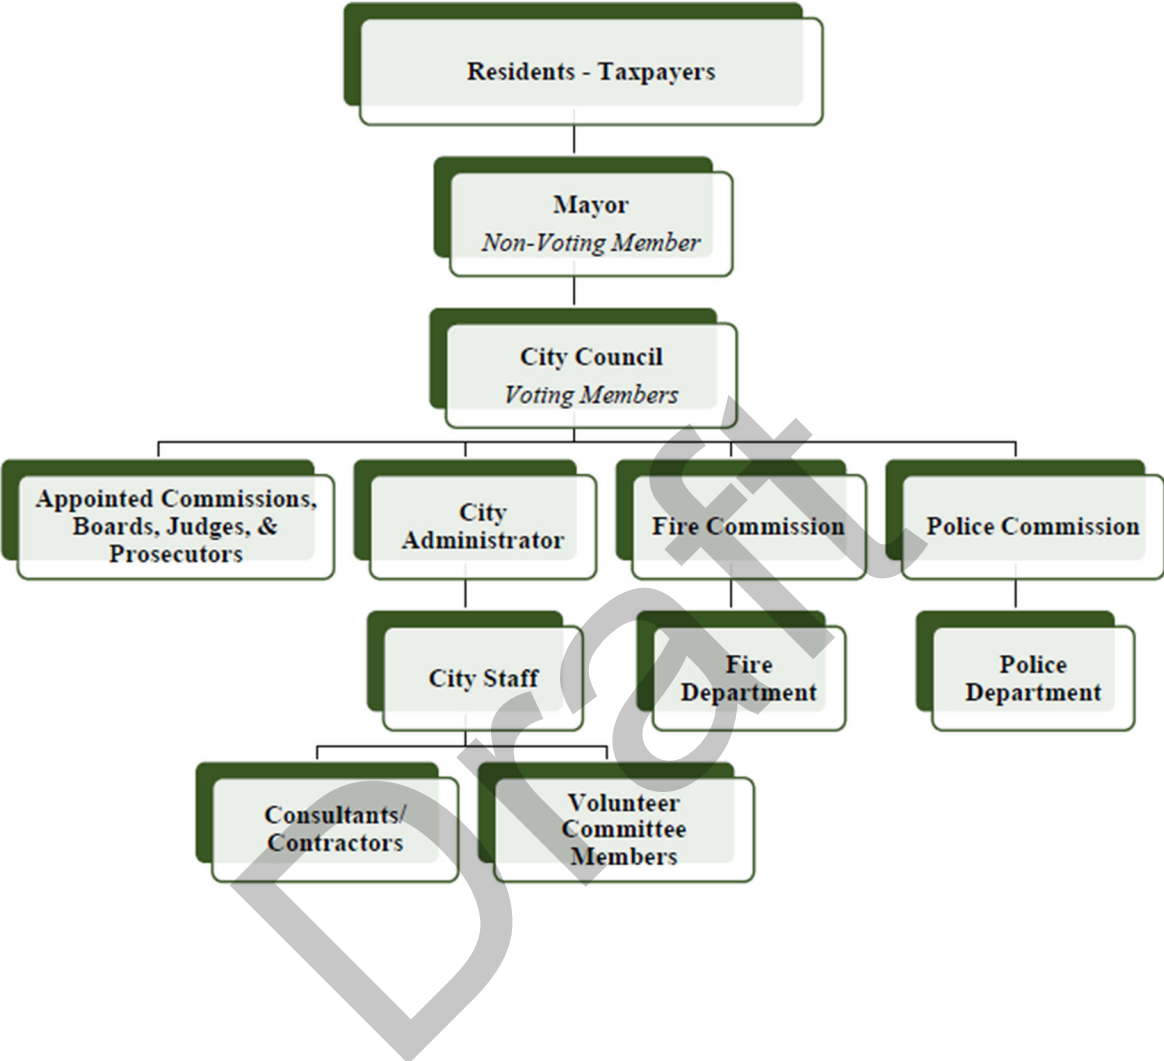 Residents - Taxpayers
Mayor
Non-Voting Member
City Council
Voting Members
Appointed Commissions,
Boards, Judges, &
Prosecutors
City
Administrator
Fire Commission
Police Commission
City Staff
Fire
Department
Police
Department
Consultants/
Contractors
Volunteer
Committee
Members
Draft